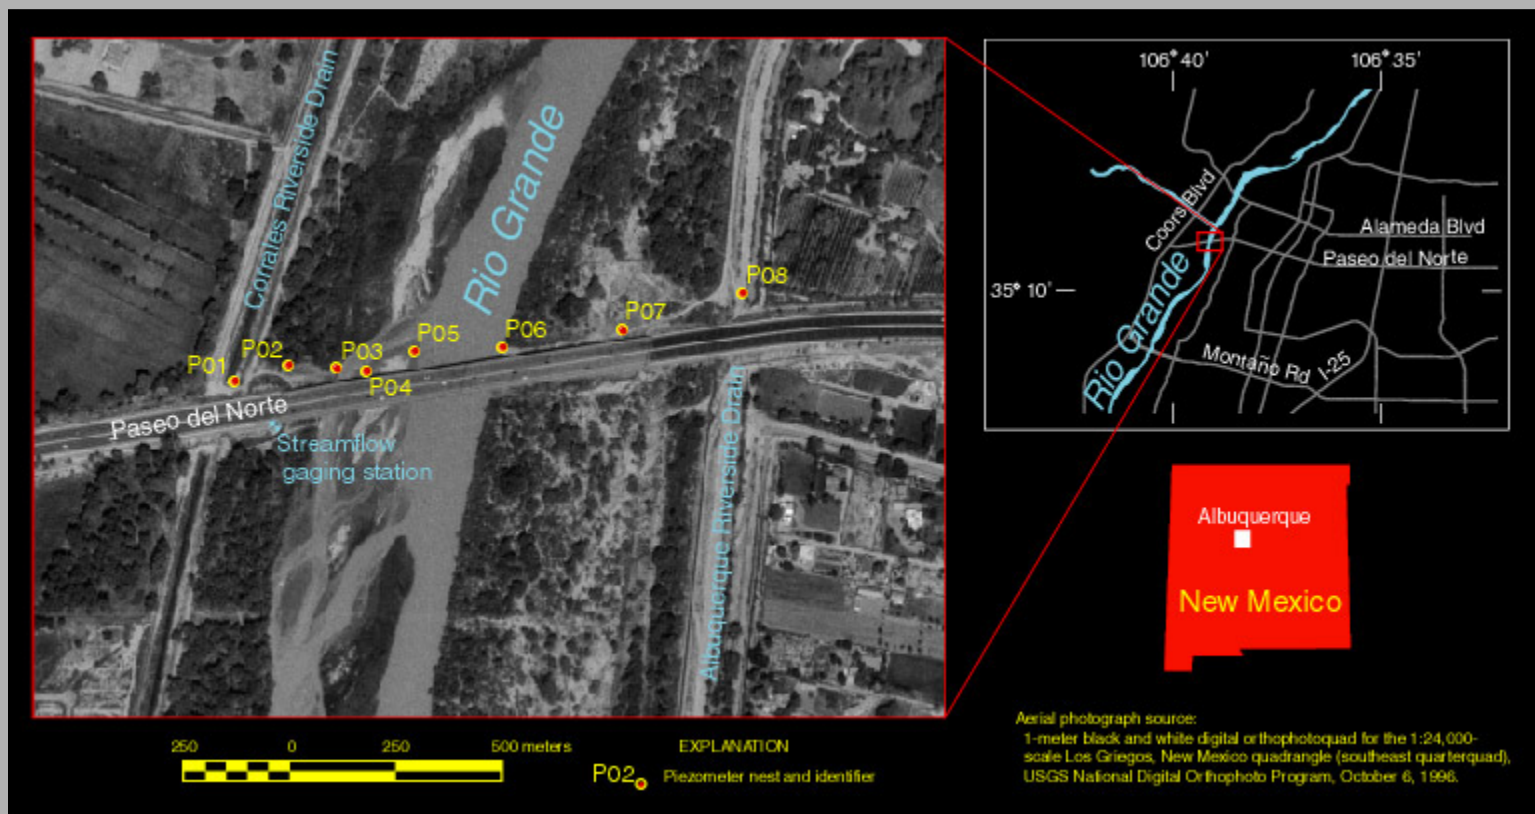 Corrales Riverside Drain
Rio Grande
P08
P07
P06
P05
P02
P03
P01
P04
Paseo del Norte
Streamflow
gaging station
Albuquerque Riverside Drain
250 0 250 500 meters
EXPLANATION
P02
Piezometer nest and identifier
106° 40' 106° 35'
Coors Blvd
Alameda Blvd
Paseo del Norte
35° 10'
Rio Grande
Montaño Rd I-25
Albuquerque
New Mexico
Aerial photograph source:
1-meter black and white digital orthophotoquad for the 1:24,000-
scale Los Griegos, New Mexico quadrangle (southeast quarterquad),
USGS National Digital Orthophoto Program, October 6, 1996.